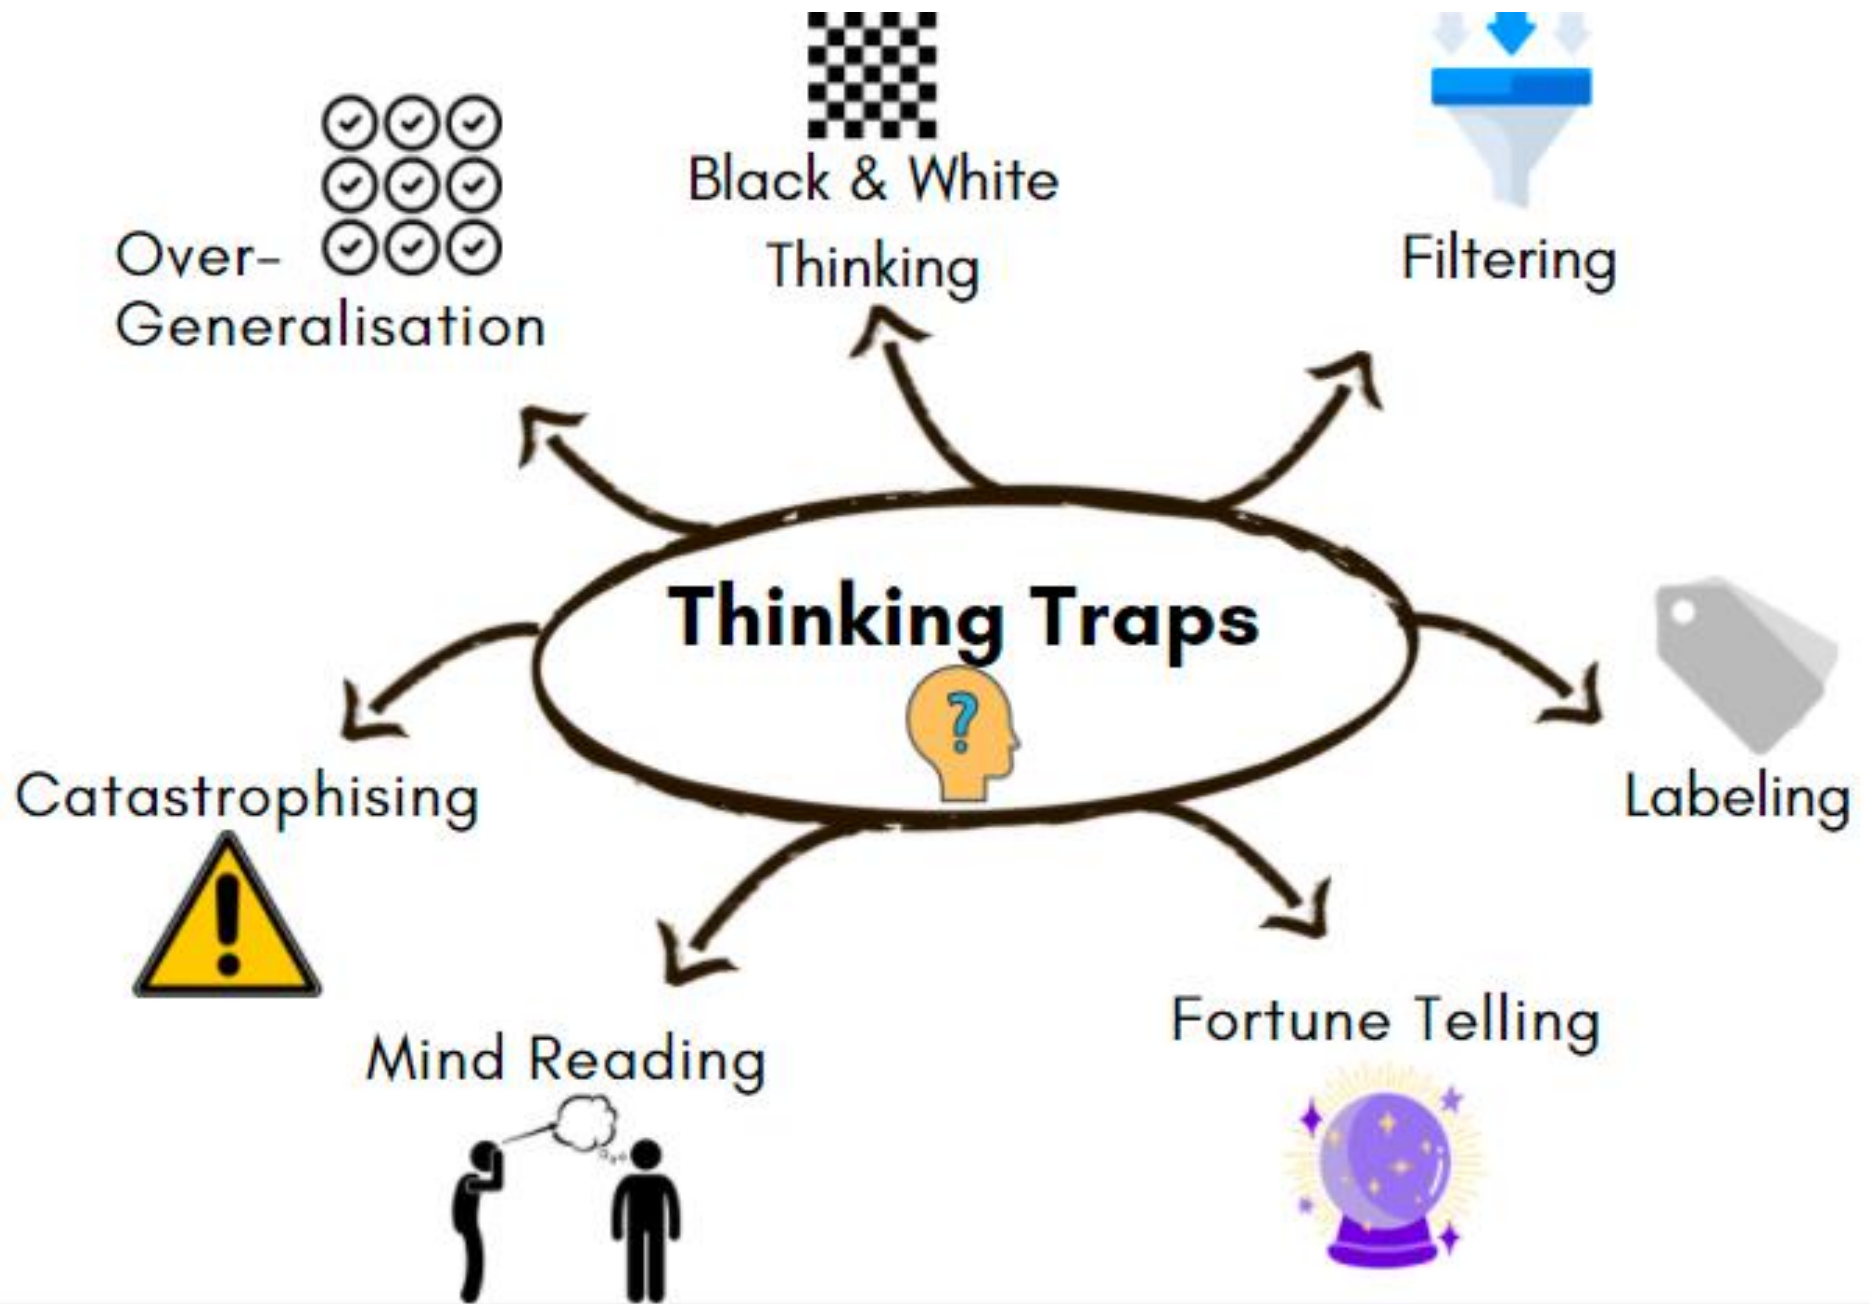 Black & White
Thinking
Filtering
Over-
Generalisation
Thinking Traps
?
Labeling
Catastrophising
!
Fortune Telling
Mind Reading